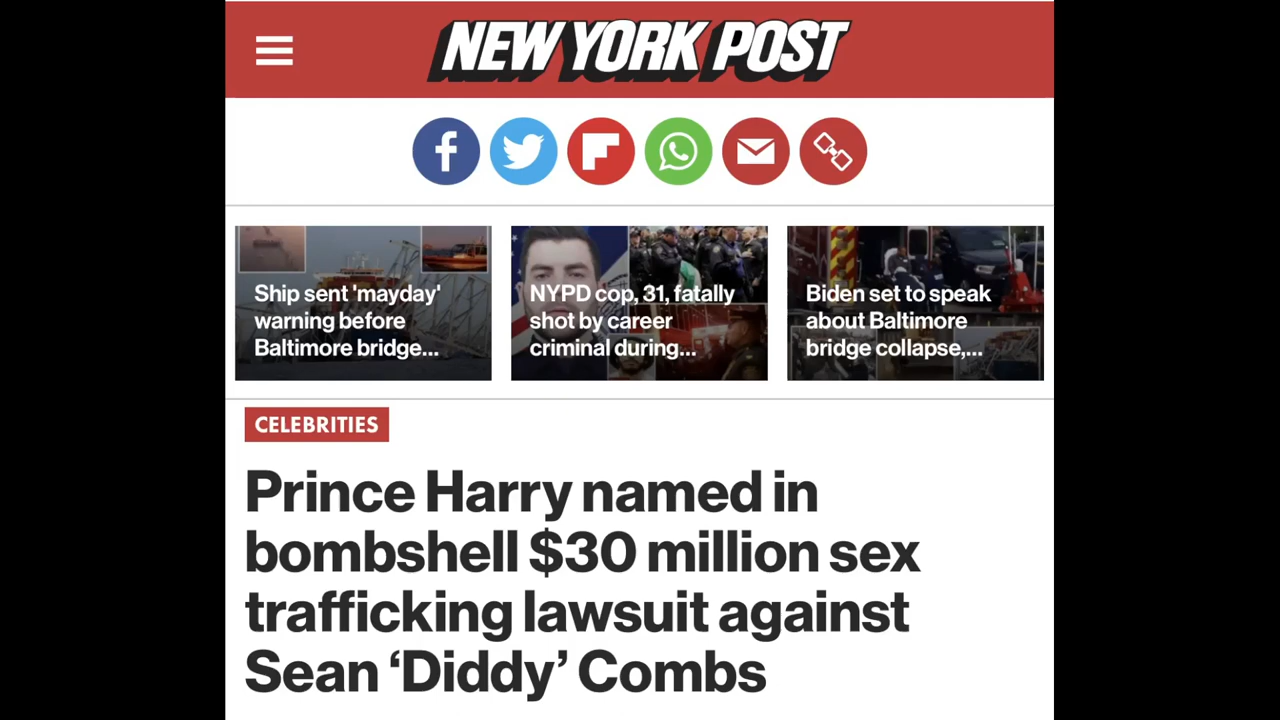 NEW YORK POST
Ship sent 'mayday'
warning before
Baltimore bridge...
NYPD cop, 31, fatally
shot by career
criminal during...
Biden set to speak
about Baltimore
bridge collapse,...
CELEBRITIES
Prince Harry named in
bombshell $30 million sex
trafficking lawsuit against
Sean ‘Diddy’ Combs